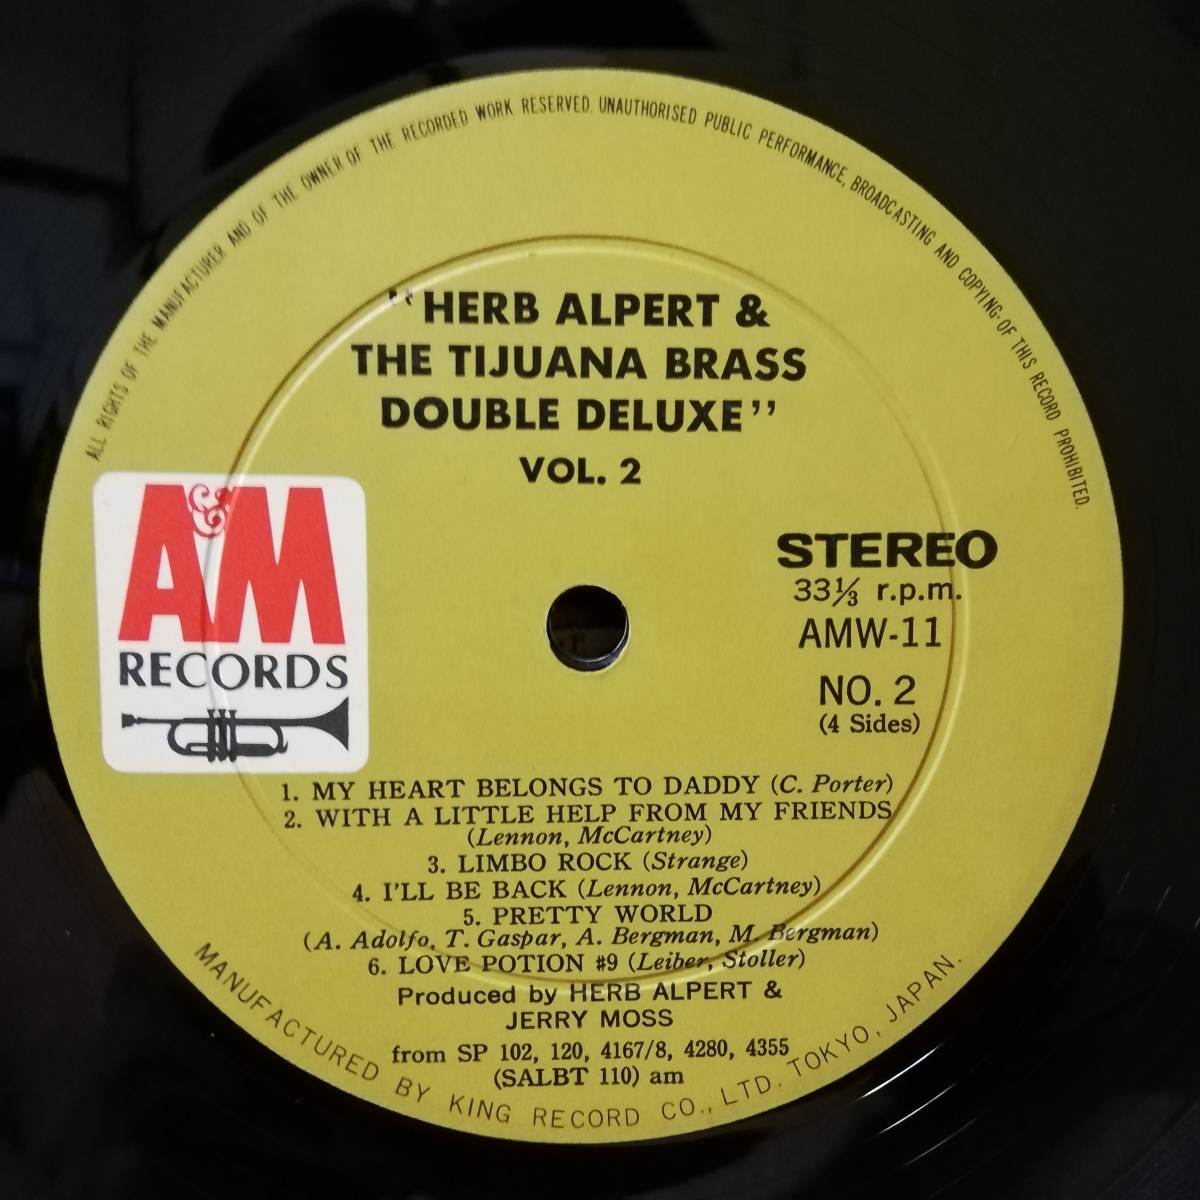 ALL RIGHTS OF THE MANUFACTURER AND OF THE OWNER OF THE RECORDED WORK RESERVED. UNAUTHORISED PUBLIC PERFORMANCE, BROADCASTING AND COPYING· OF THIS RECORD PROHIBITED.
"HERB ALPERT &
THE TIJUANA BRASS
DOUBLE DELUXE"
VOL. 2
A&M
RECORDS
STEREO
33⅓ r.p.m.
AMW-11
NO. 2
(4 Sides)
1. MY HEART BELONGS TO DADDY (C. Porter)
2. WITH A LITTLE HELP FROM MY FRIENDS
(Lennon, McCartney)
3. LIMBO ROCK (Strange)
4. I'LL BE BACK (Lennon, McCartney)
5. PRETTY WORLD
(A. Adolfo, T. Gaspar, A. Bergman, M. Bergman)
6. LOVE POTION #9 (Leiber, Stoller)
Produced by HERB ALPERT &
JERRY MOSS
from SP 102, 120, 4167/8, 4280, 4355
(SALBT 110) am
MANUFACTURED BY KING RECORD CO., LTD. TOKYO, JAPAN.